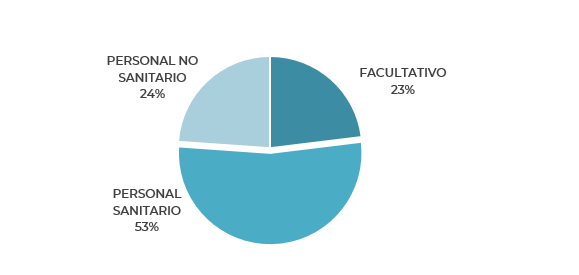 PERSONAL NO
SANITARIO
24%
FACULTATIVO
23%
PERSONAL
SANITARIO
53%